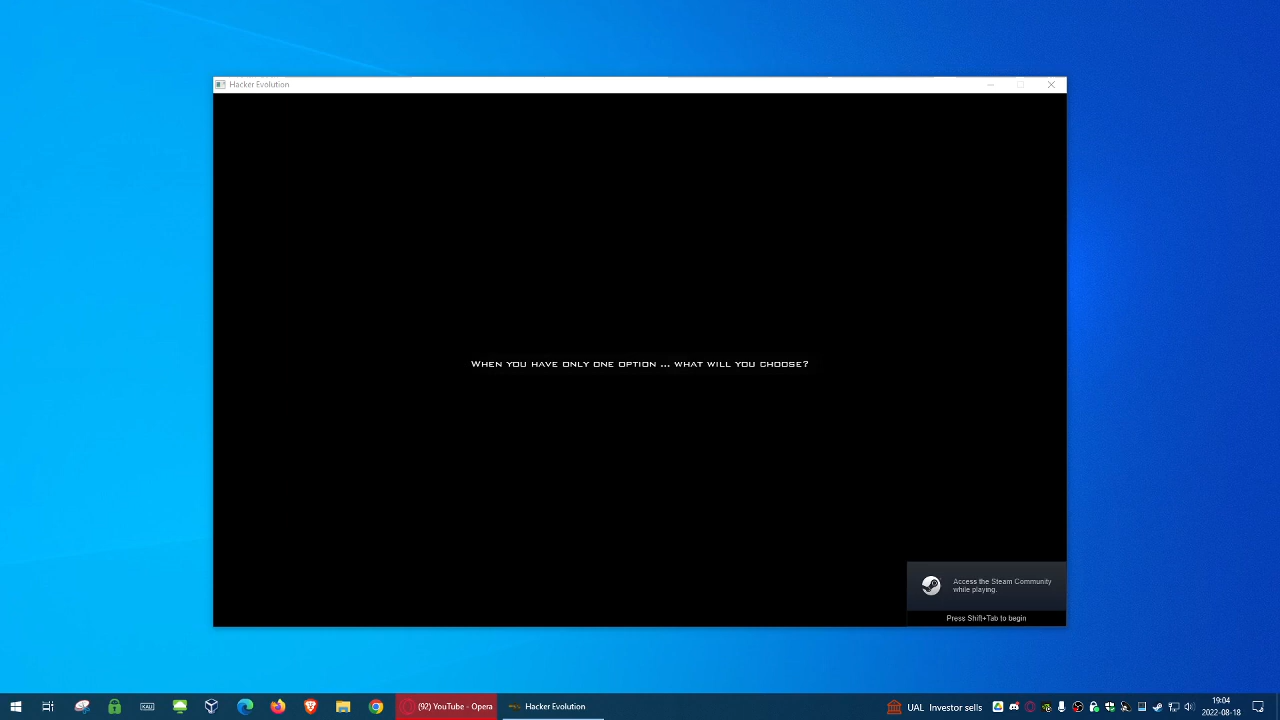 Hacker Evolution
When you have only one option ... what will you choose?
Access the Steam Community
while playing.
Press Shift+Tab to begin
KALI
(92) YouTube - Opera
Hacker Evolution
UAL Investor sells
19:04
2022-08-18